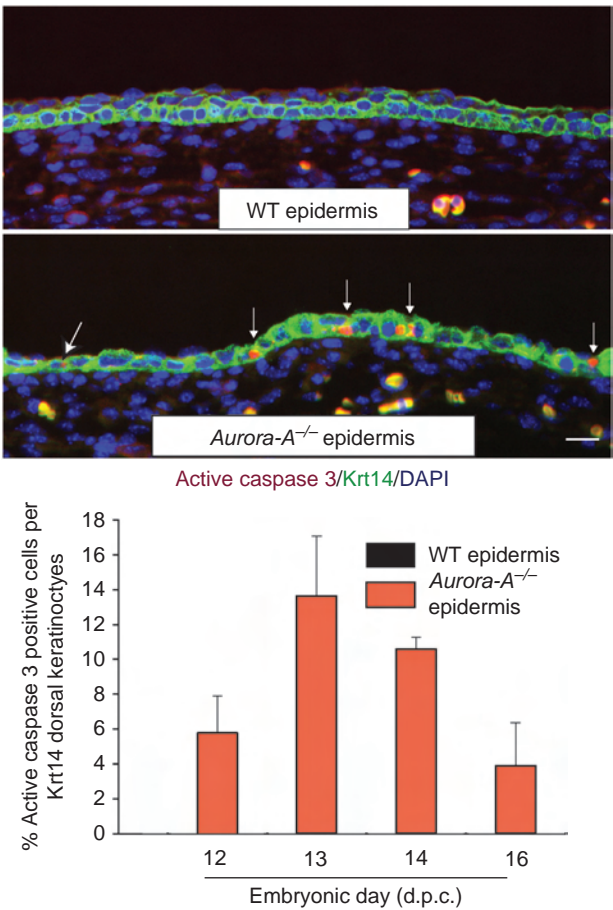 WT epidermis
Aurora-A–/– epidermis
Active caspase 3/Krt14/DAPI
% Active caspase 3 positive cells per
Krt14 dorsal keratinoctyes
18
16
14
12
10
8
6
4
2
0
WT epidermis
Aurora-A–/–
epidermis
12 13 14 16
Embryonic day (d.p.c.)